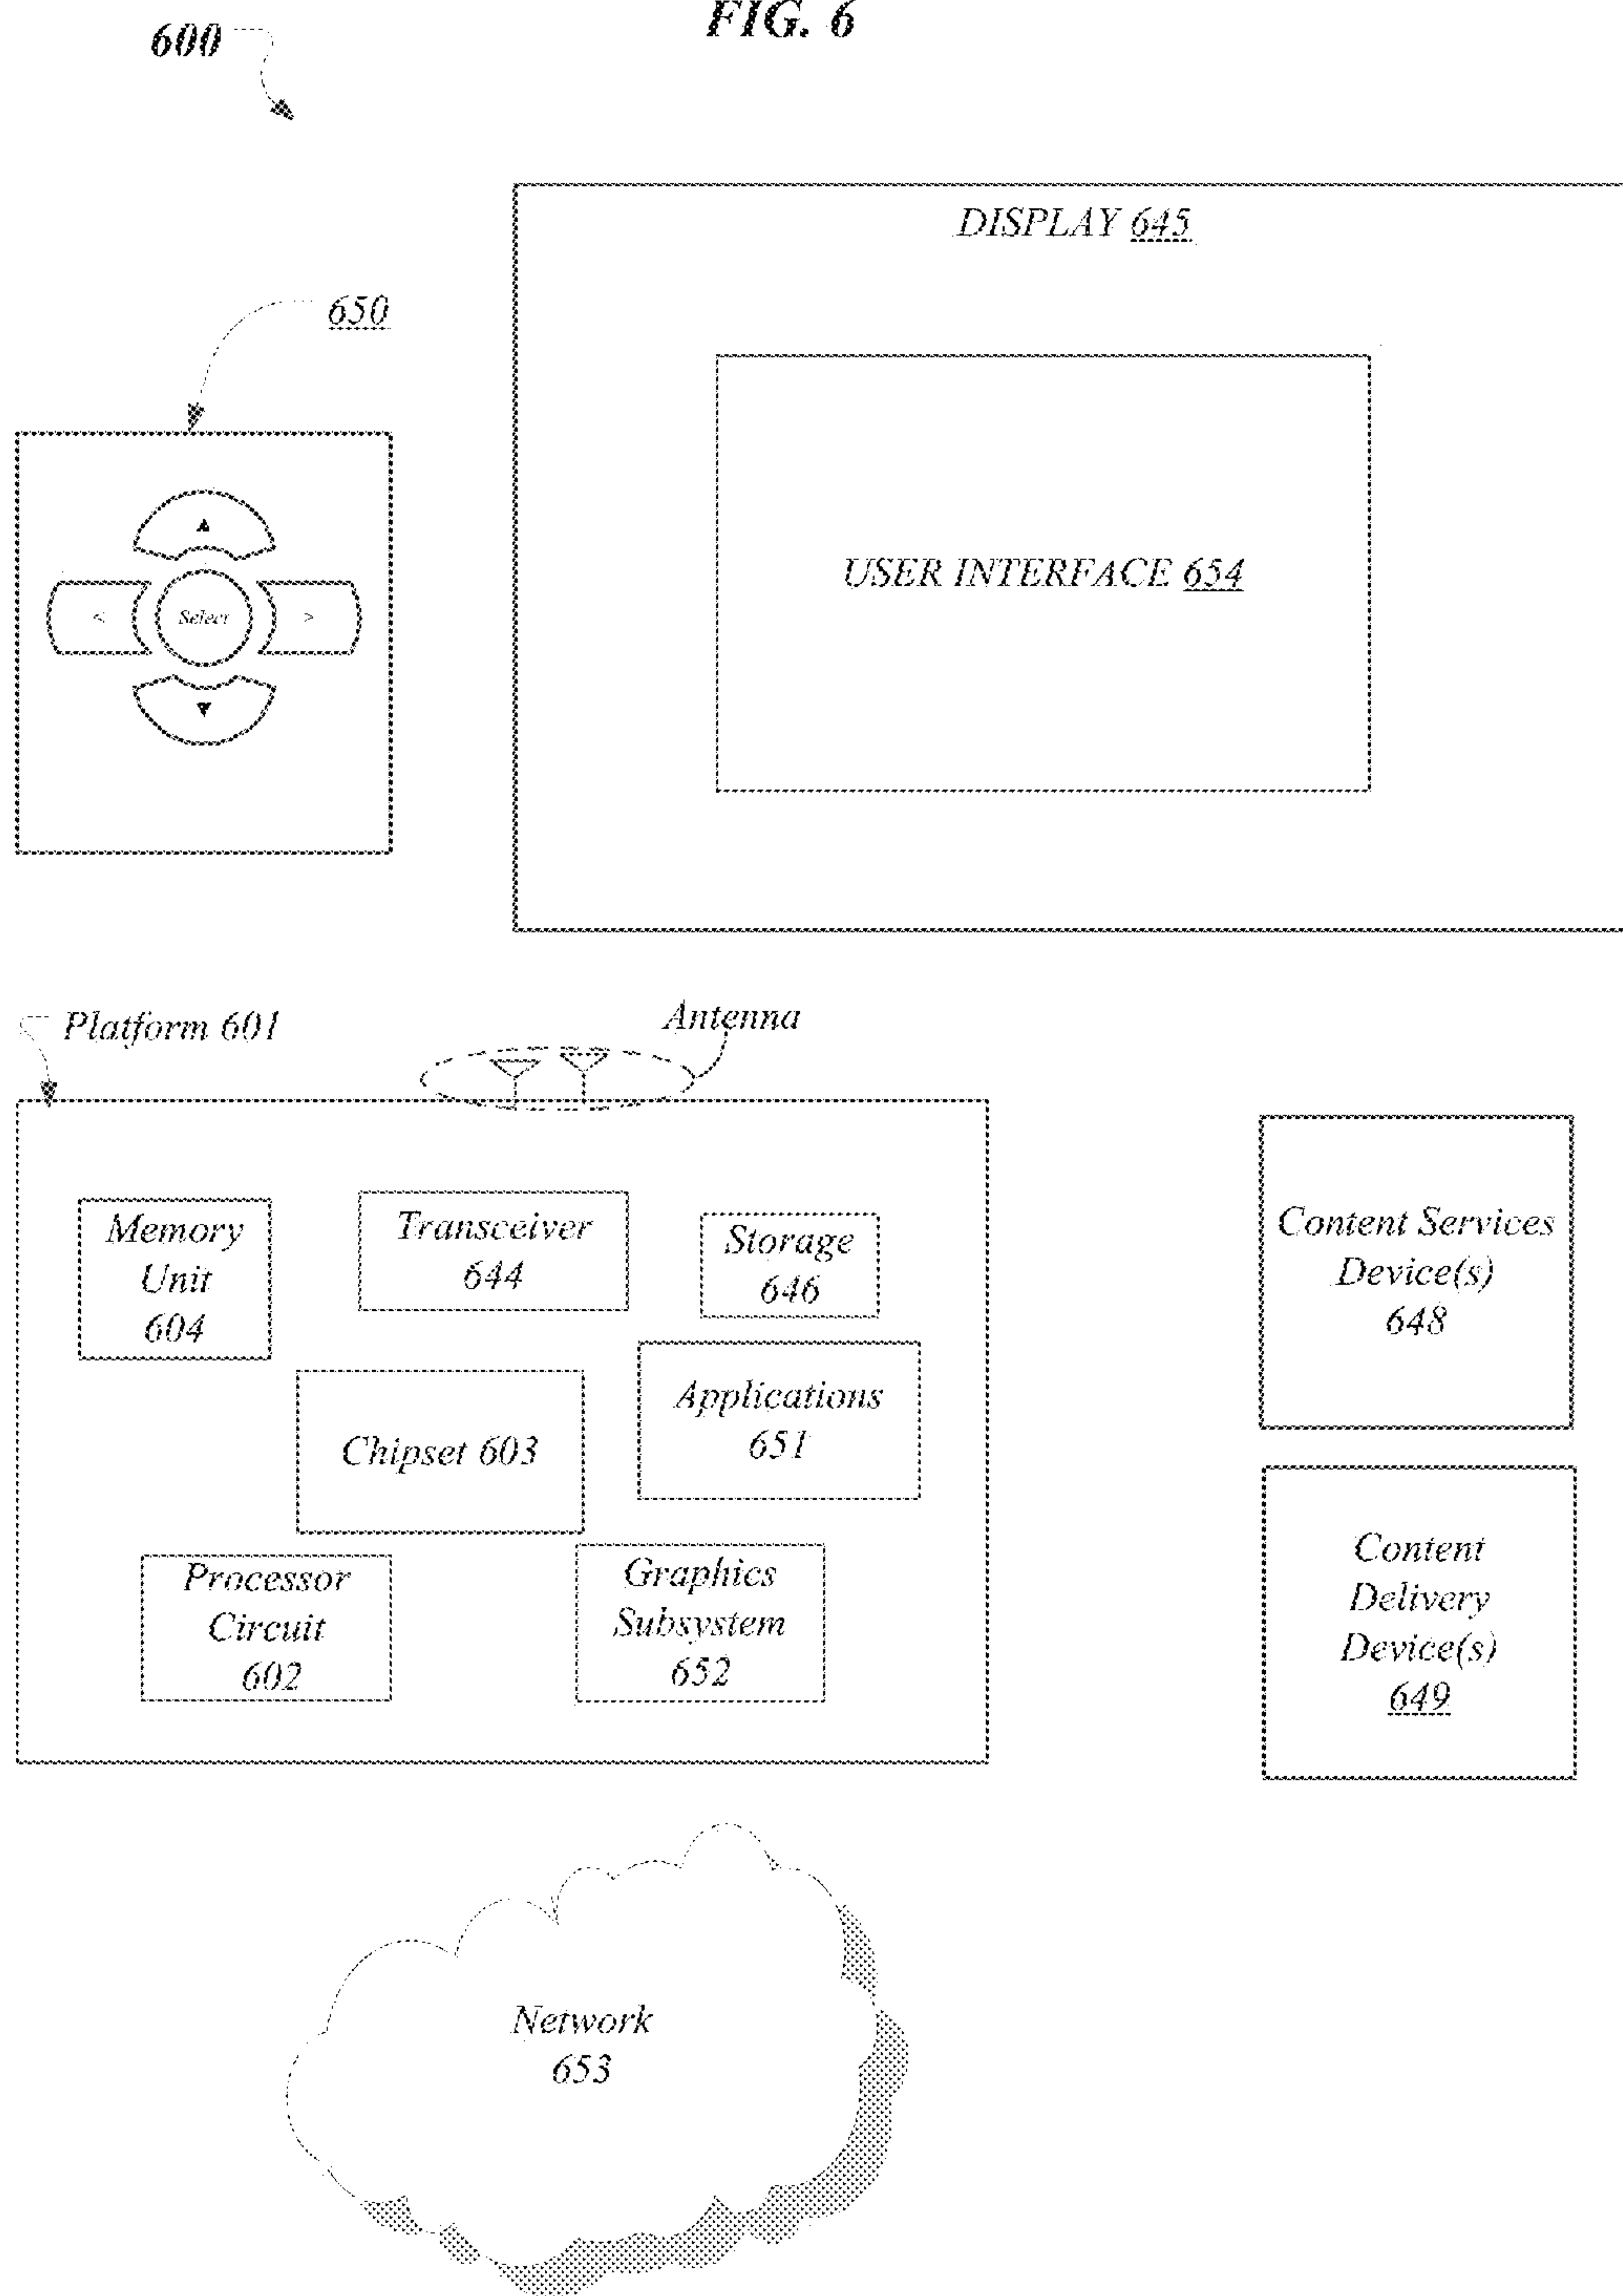 FIG. 6
600
DISPLAY 645
650
USER INTERFACE 654
<
Select
>
Platform 601
Antenna
Memory
Unit
604
Transceiver
644
Storage
646
Chipset 603
Applications
651
Processor
Circuit
602
Graphics
Subsystem
652
Content Services
Device(s)
648
Content
Delivery
Device(s)
649
Network
653